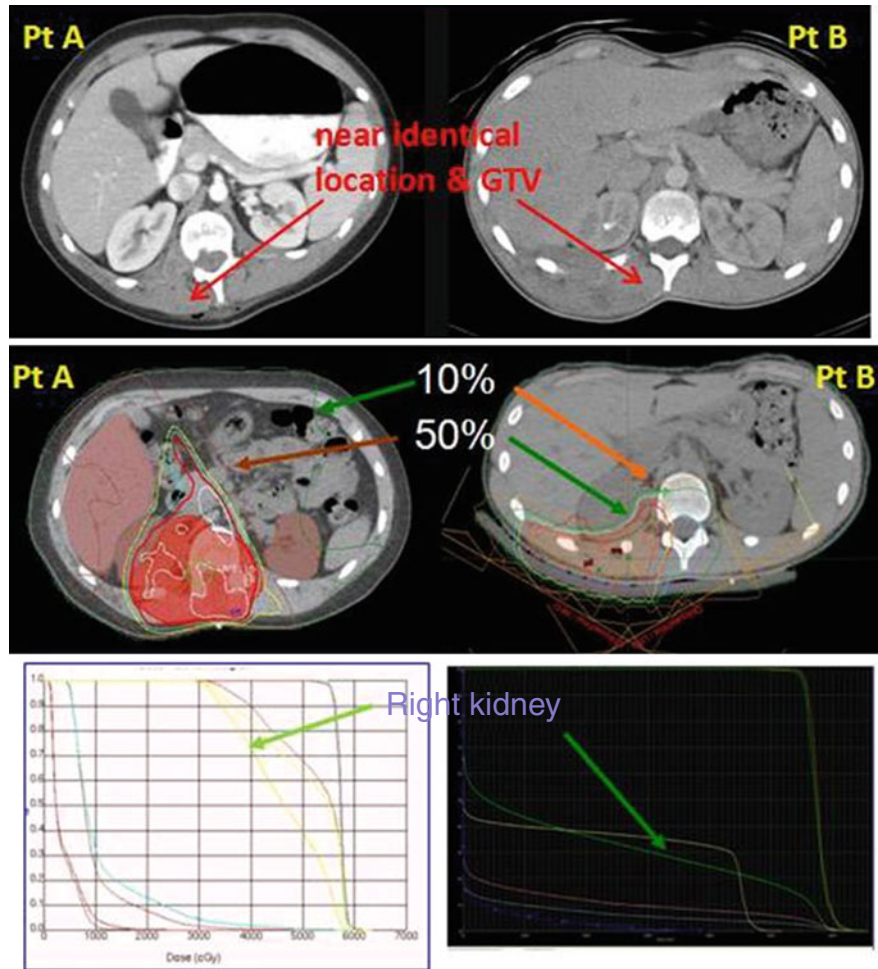 Pt A
Pt B
near identical
location & GTV
Pt A
10%
Pt B
50%
Right kidney
1.0
0.9
0.8
0.7
0.6
0.5
0.4
0.3
0.2
0.1
0.0
0 1000 2000 3000 4000 5000 6000 7000
Dose (cGy)